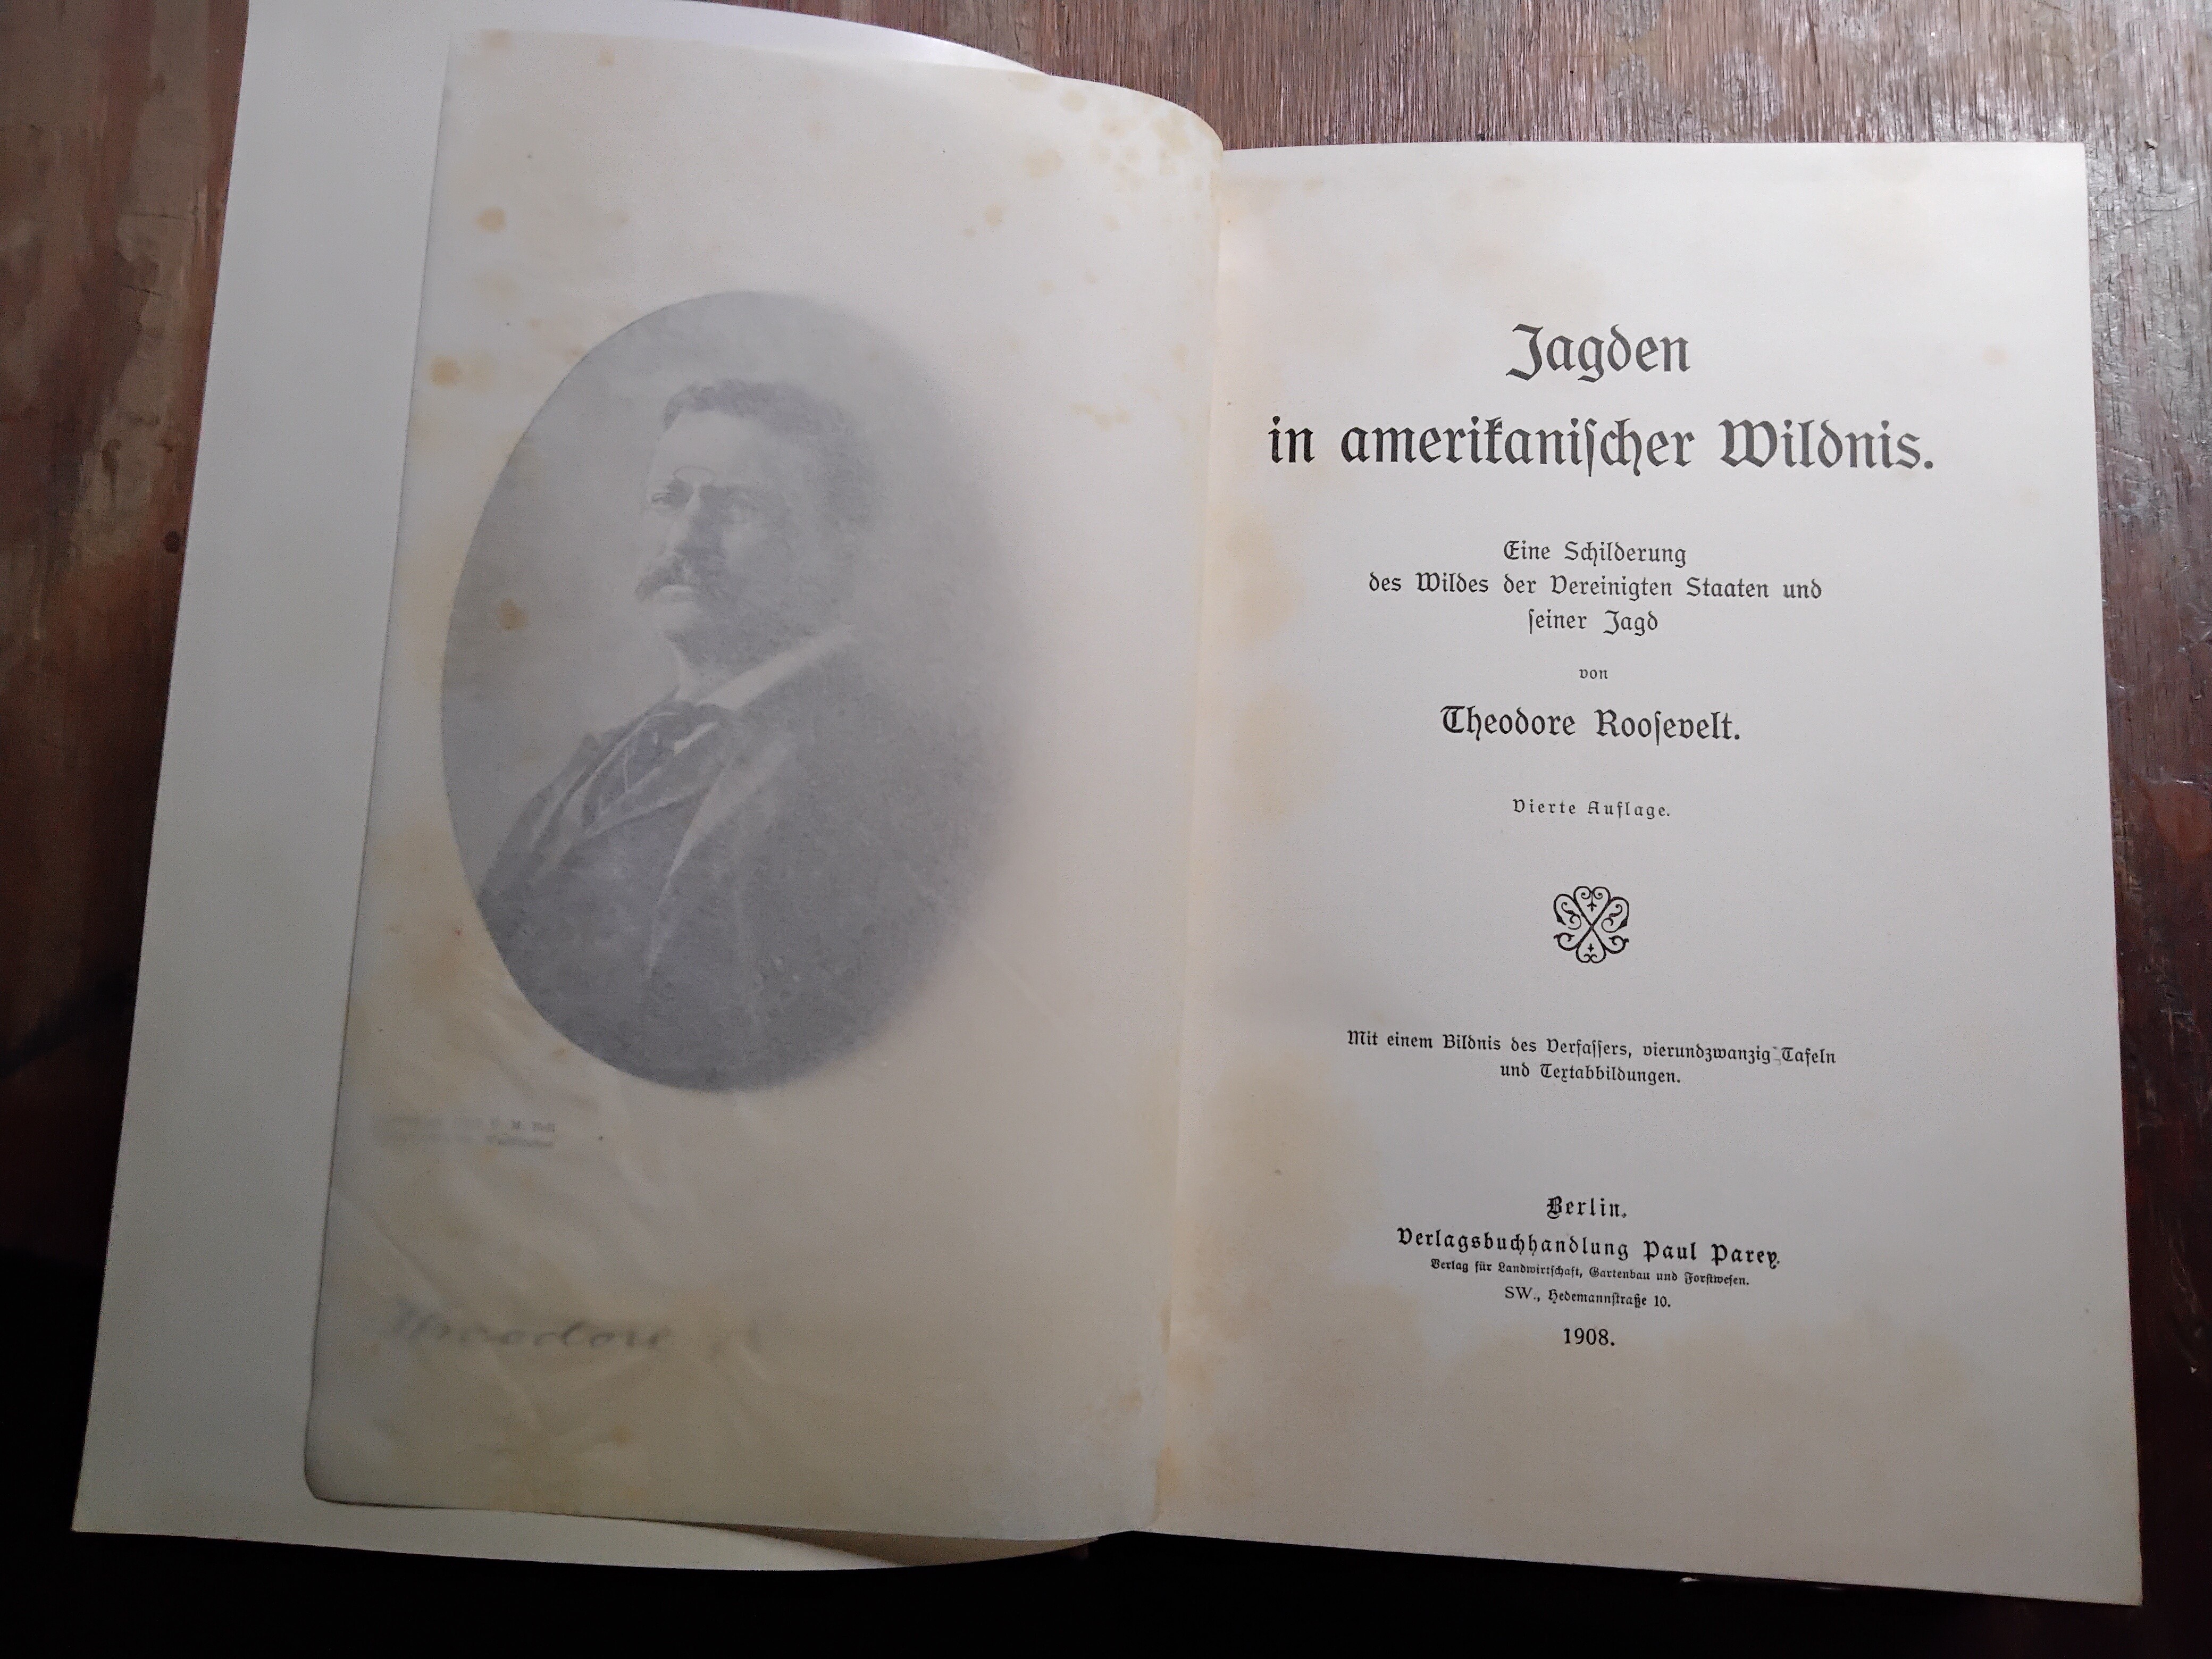 Theodore
Jagden
in amerikaniſcher Wildnis.
Eine Schilderung
des Wildes der Vereinigten Staaten und
ſeiner Jagd
von
Theodore Rooſevelt.
Vierte Auflage.
Mit einem Bildnis des Verfaſſers, vierundzwanzig Tafeln
und Textabbildungen.
Berlin.
Verlagsbuchhandlung Paul Parey.
Verlag für Landwirtſchaft, Gartenbau und Forſtweſen.
SW., Hedemannſtraße 10.
1908.